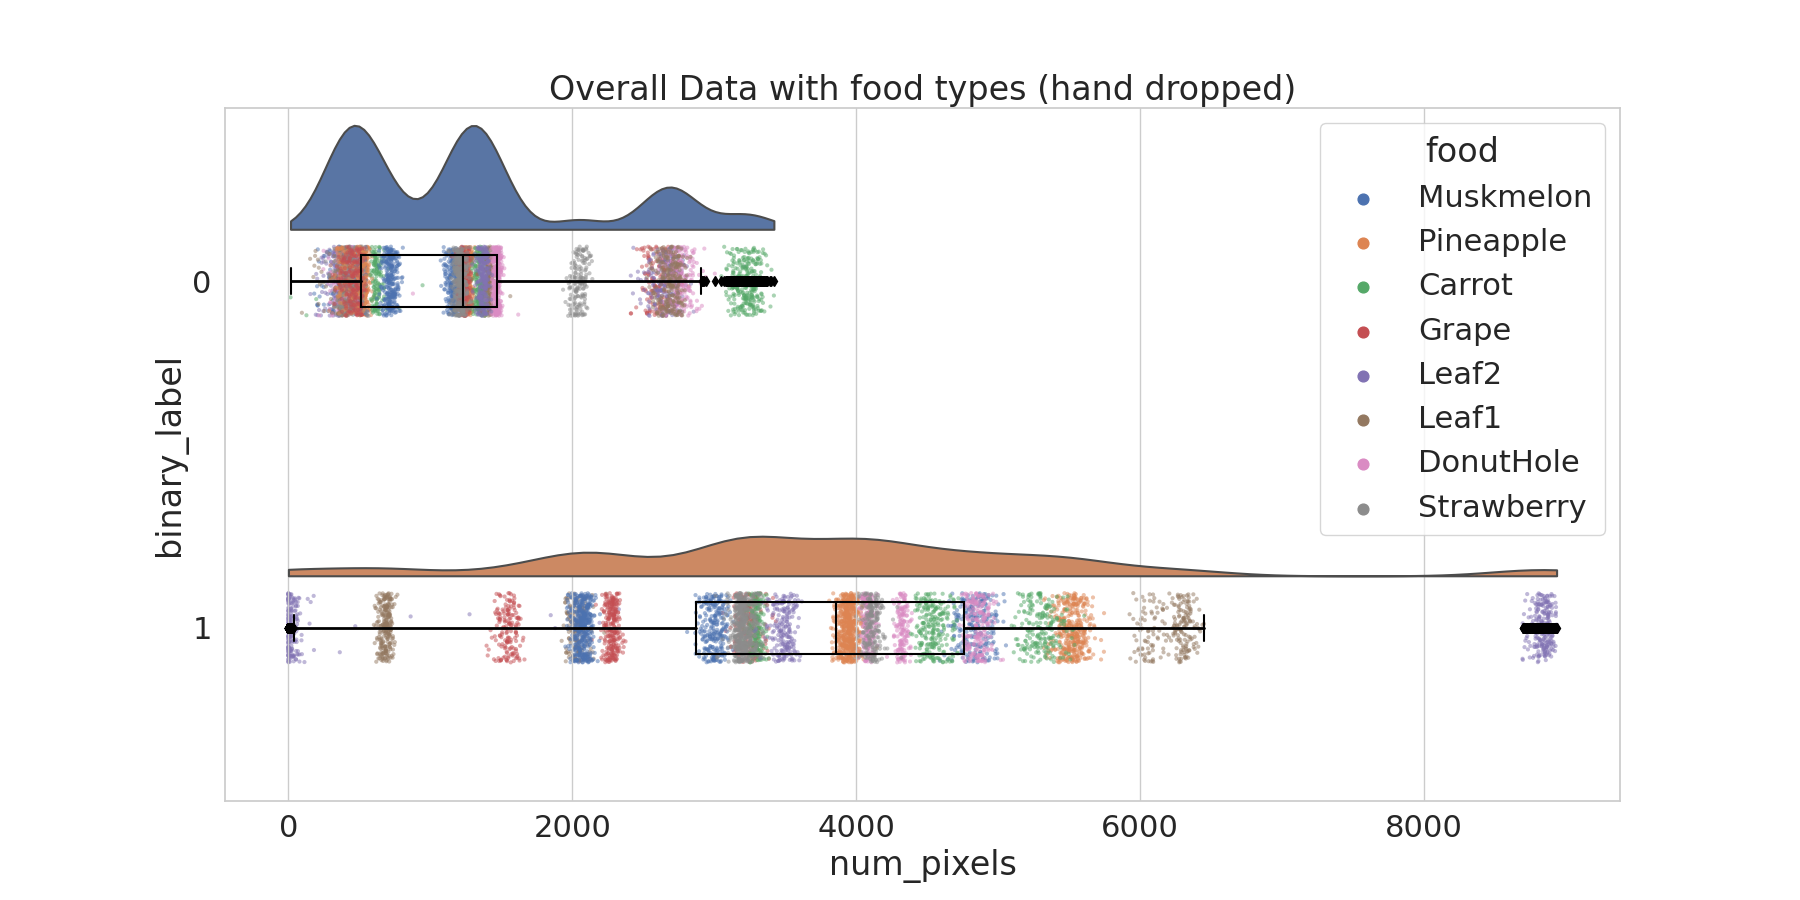 Overall Data with food types (hand dropped)
food
Muskmelon
Pineapple
Carrot
Grape
Leaf2
Leaf1
DonutHole
Strawberry
binary_label
0
1
0 2000 4000 6000 8000
num_pixels